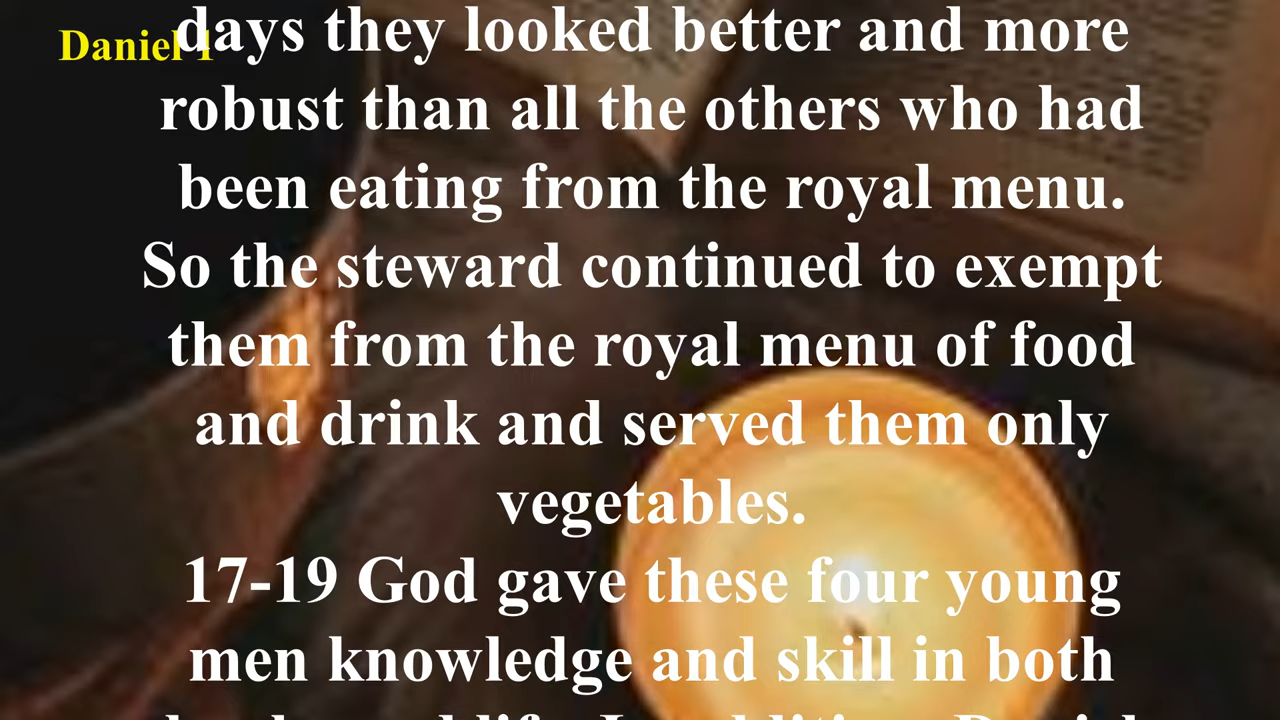 Daniel 1
days they looked better and more
robust than all the others who had
been eating from the royal menu.
So the steward continued to exempt
them from the royal menu of food
and drink and served them only
vegetables.
17-19 God gave these four young
men knowledge and skill in both